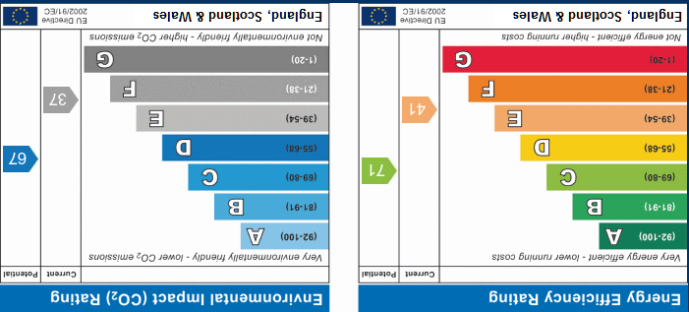 Energy Efficiency Rating
Current Potential
Very energy efficient - lower running costs
(92-100) A
(81-91) B
(69-80) C
71
(55-68) D
(39-54) E
41
(21-38) F
(1-20) G
Not energy efficient - higher running costs
England, Scotland & Wales
EU Directive
2002/91/EC
Environmental Impact (CO₂) Rating
Current Potential
Very environmentally friendly - lower CO₂ emissions
(92-100) A
(81-91) B
(69-80) C
(55-68) D
67
(39-54) E
(21-38) F
37
(1-20) G
Not environmentally friendly - higher CO₂ emissions
England, Scotland & Wales
EU Directive
2002/91/EC